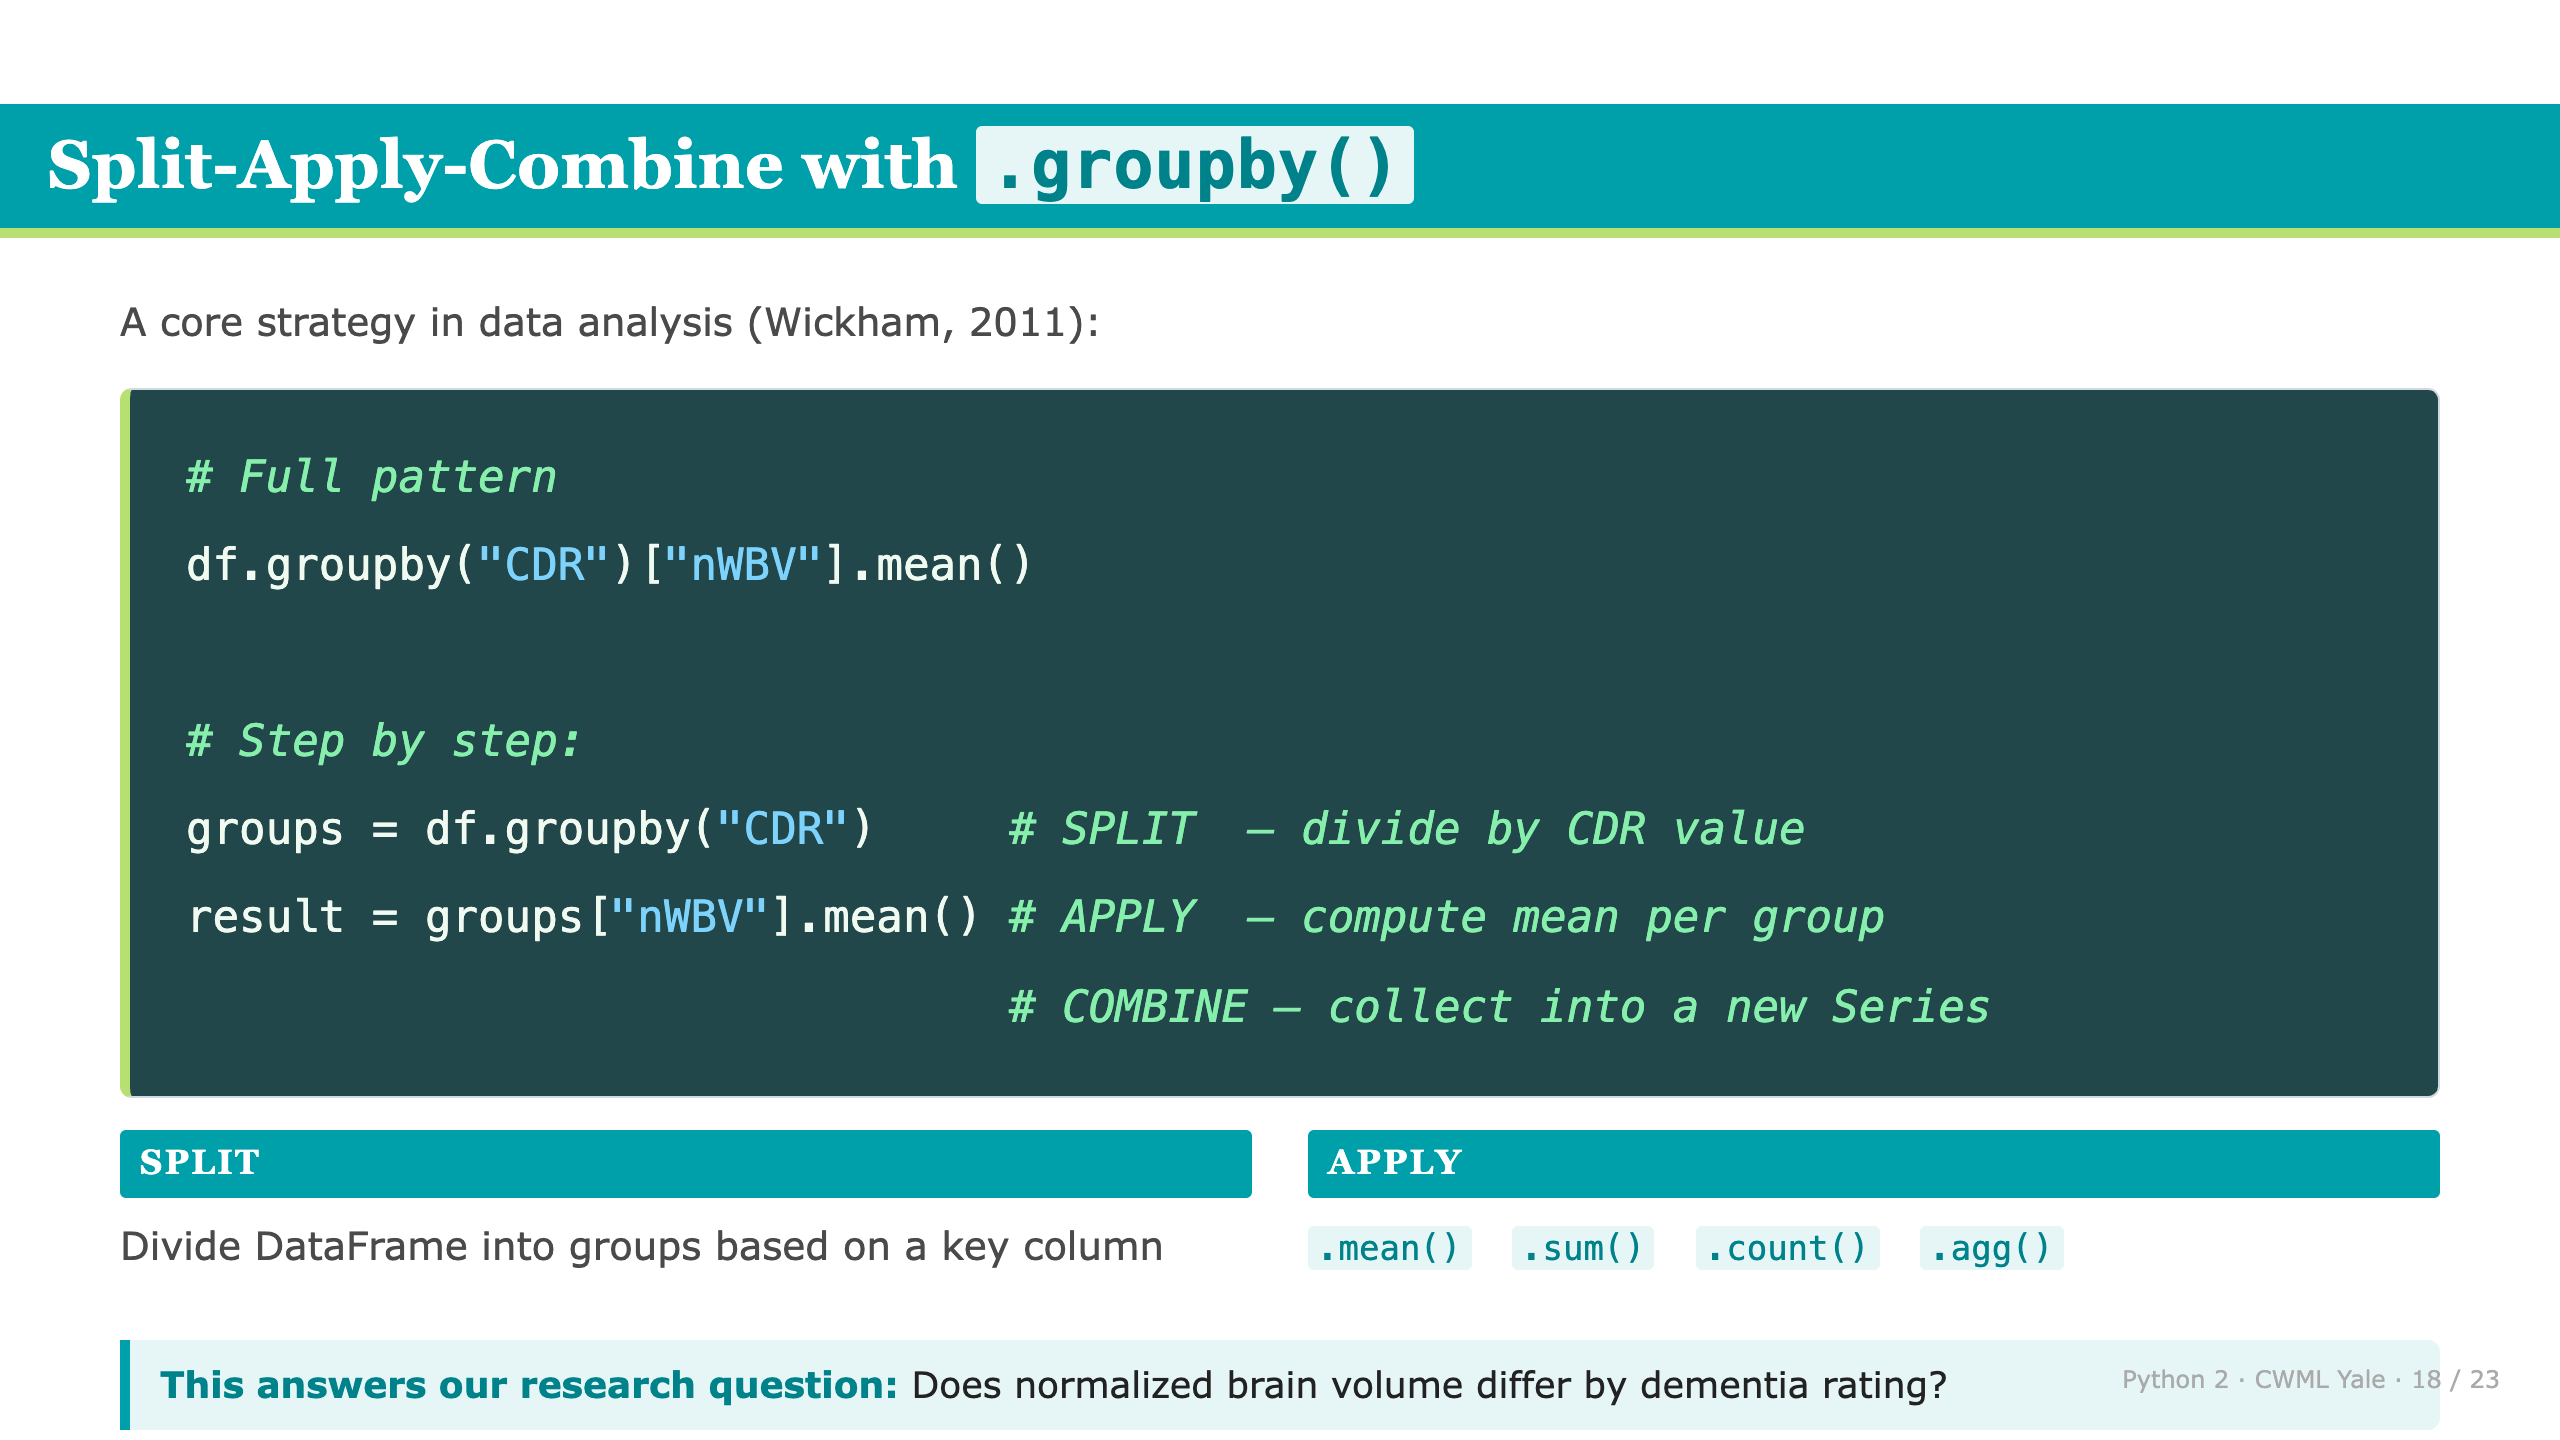 Split-Apply-Combine with .groupby()
A core strategy in data analysis (Wickham, 2011):
# Full pattern
df.groupby("CDR")["nWBV"].mean()
# Step by step:
groups = df.groupby("CDR")     # SPLIT  — divide by CDR value
result = groups["nWBV"].mean() # APPLY  — compute mean per group
# COMBINE — collect into a new Series
SPLIT
Divide DataFrame into groups based on a key column
APPLY
.mean() .sum() .count() .agg()
This answers our research question: Does normalized brain volume differ by dementia rating?
Python 2 · CWML Yale · 18 / 23